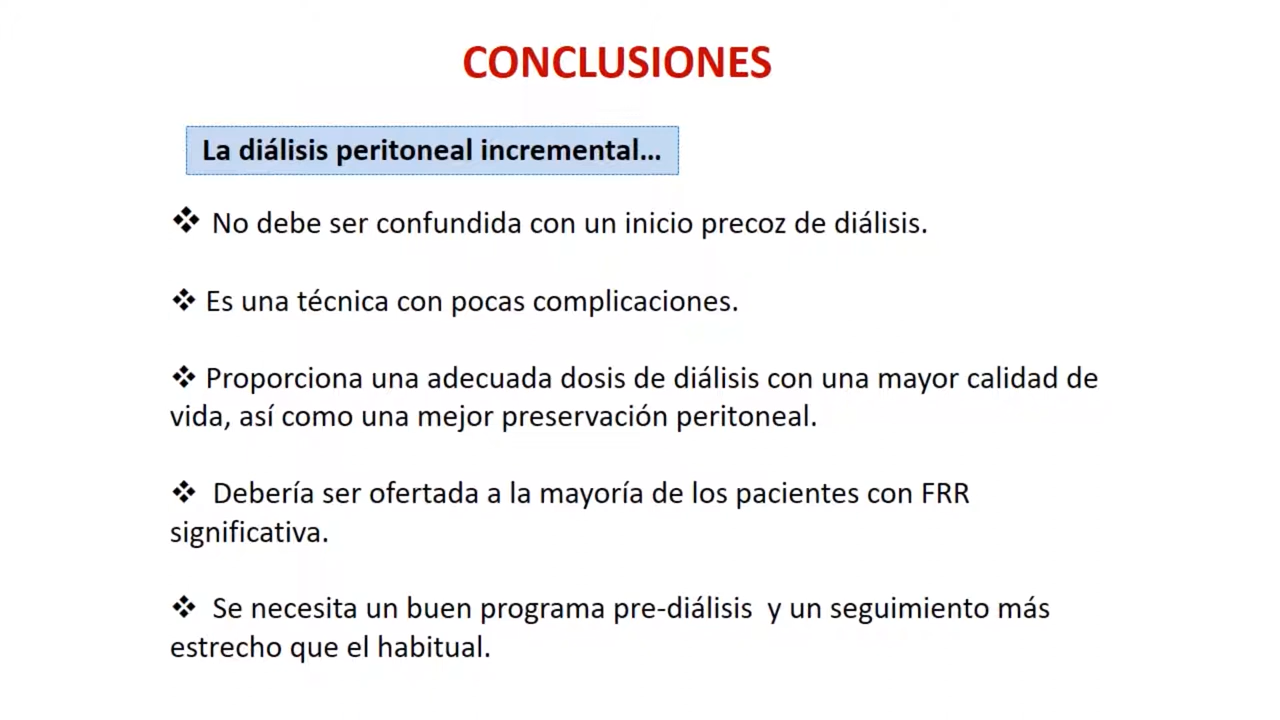 CONCLUSIONES
La diálisis peritoneal incremental...
❖ No debe ser confundida con un inicio precoz de diálisis.
❖ Es una técnica con pocas complicaciones.
❖ Proporciona una adecuada dosis de diálisis con una mayor calidad de
vida, así como una mejor preservación peritoneal.
❖ Debería ser ofertada a la mayoría de los pacientes con FRR
significativa.
❖ Se necesita un buen programa pre-diálisis y un seguimiento más
estrecho que el habitual.